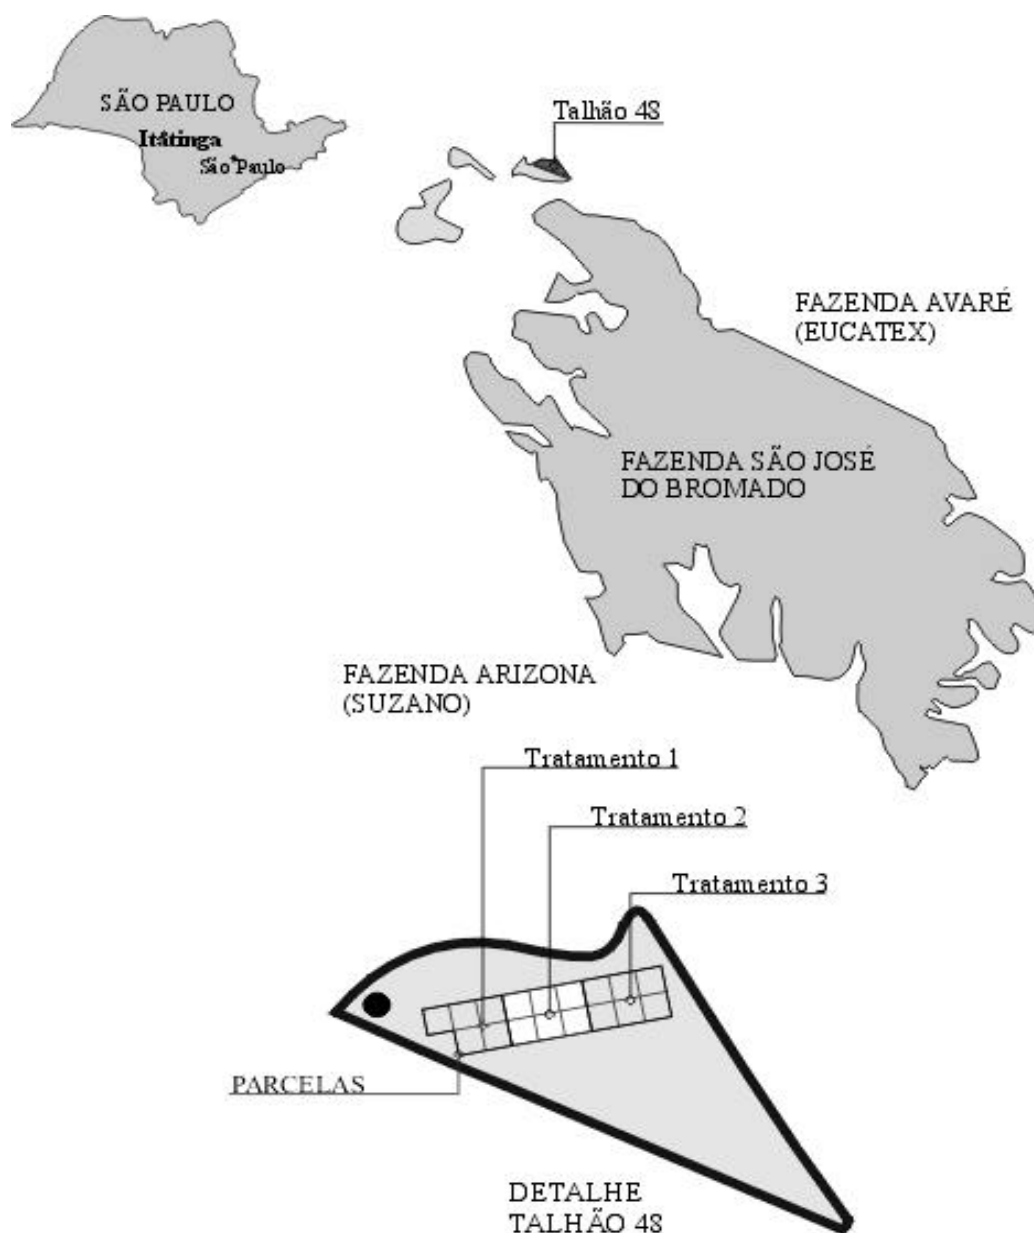 SÃO PAULO
Itátinga
São Paulo
Talhão 48
FAZENDA AVARÉ
(EUCATEX)
FAZENDA SÃO JOSÉ
DO BROMADO
FAZENDA ARIZONA
(SUZANO)
Tratamento 1
Tratamento 2
Tratamento 3
PARCELAS
DETALHE
TALHÃO 48